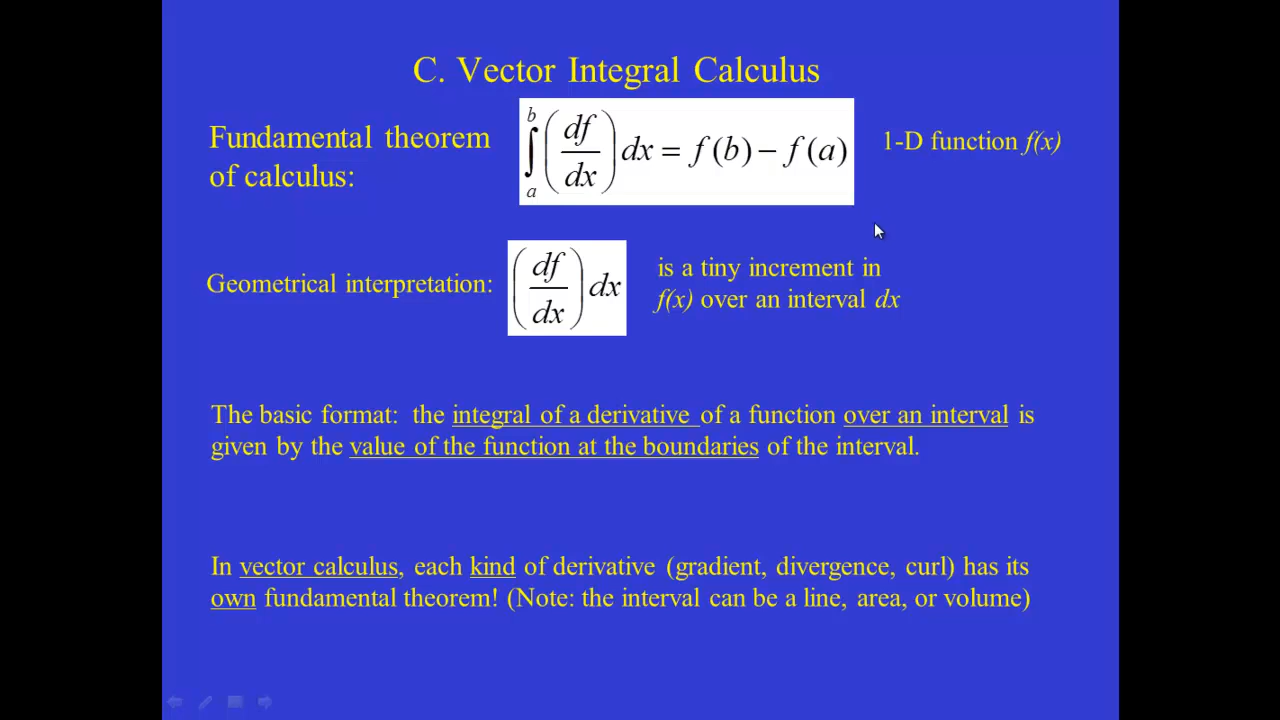 C. Vector Integral Calculus
Fundamental theorem
of calculus:
∫ₐᵇ (df/dx) dx = f(b) − f(a)
1-D function f(x)
Geometrical interpretation:
(df/dx) dx
is a tiny increment in
f(x) over an interval dx
The basic format: the integral of a derivative of a function over an interval is
given by the value of the function at the boundaries of the interval.
In vector calculus, each kind of derivative (gradient, divergence, curl) has its
own fundamental theorem! (Note: the interval can be a line, area, or volume)